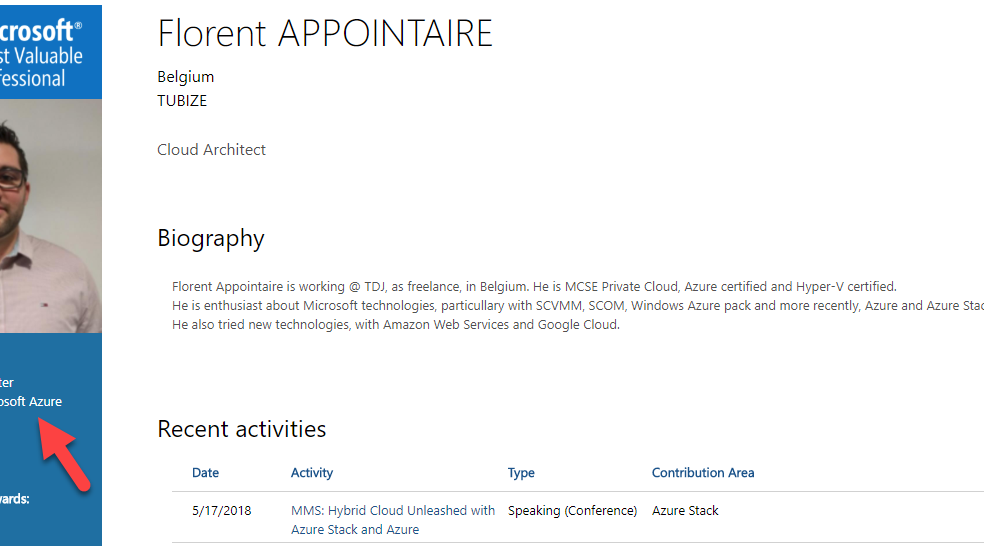 Florent APPOINTAIRE
Belgium
TUBIZE
Cloud Architect
Biography
Florent Appointaire is working @ TDJ, as freelance, in Belgium. He is MCSE Private Cloud, Azure certified and Hyper-V certified.
He is enthusiast about Microsoft technologies, particullary with SCVMM, SCOM, Windows Azure pack and more recently, Azure and Azure Stac
He also tried new technologies, with Amazon Web Services and Google Cloud.
Recent activities
Date Activity Type Contribution Area
5/17/2018 MMS: Hybrid Cloud Unleashed with Speaking (Conference) Azure Stack
Azure Stack and Azure
crosoft®
st Valuable
fessional
ter
osoft Azure
wards: